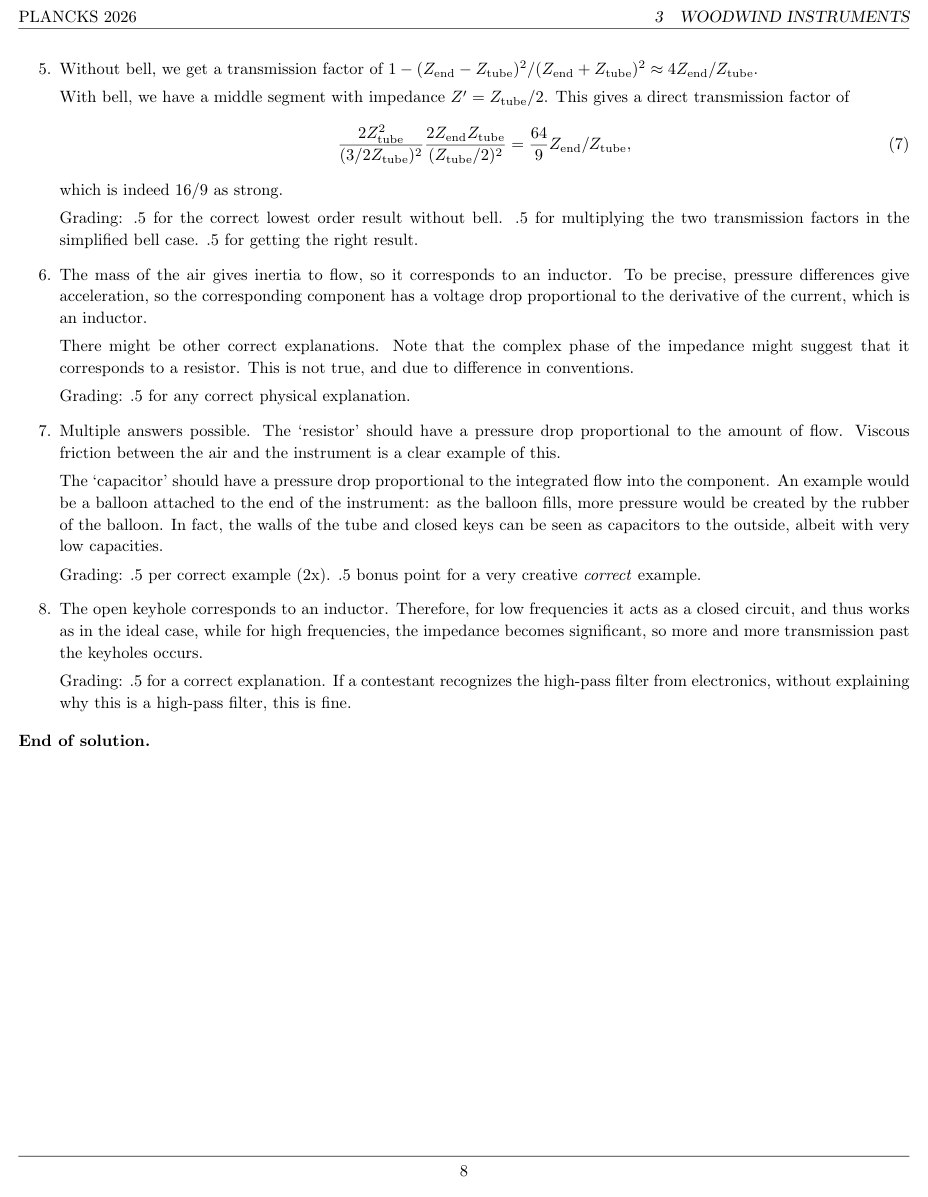 PLANCKS 2026 3 WOODWIND INSTRUMENTS
5. Without bell, we get a transmission factor of 1 − (Z_end − Z_tube)²/(Z_end + Z_tube)² ≈ 4Z_end/Z_tube.
With bell, we have a middle segment with impedance Z′ = Z_tube/2. This gives a direct transmission factor of
2Z²_tube/(3/2Z_tube)² 2Z_endZ_tube/(Z_tube/2)² = 64/9 Z_end/Z_tube, (7)
which is indeed 16/9 as strong.
Grading: .5 for the correct lowest order result without bell. .5 for multiplying the two transmission factors in the
simplified bell case. .5 for getting the right result.
6. The mass of the air gives inertia to flow, so it corresponds to an inductor. To be precise, pressure differences give
acceleration, so the corresponding component has a voltage drop proportional to the derivative of the current, which is
an inductor.
There might be other correct explanations. Note that the complex phase of the impedance might suggest that it
corresponds to a resistor. This is not true, and due to difference in conventions.
Grading: .5 for any correct physical explanation.
7. Multiple answers possible. The ‘resistor’ should have a pressure drop proportional to the amount of flow. Viscous
friction between the air and the instrument is a clear example of this.
The ‘capacitor’ should have a pressure drop proportional to the integrated flow into the component. An example would
be a balloon attached to the end of the instrument: as the balloon fills, more pressure would be created by the rubber
of the balloon. In fact, the walls of the tube and closed keys can be seen as capacitors to the outside, albeit with very
low capacities.
Grading: .5 per correct example (2x). .5 bonus point for a very creative correct example.
8. The open keyhole corresponds to an inductor. Therefore, for low frequencies it acts as a closed circuit, and thus works
as in the ideal case, while for high frequencies, the impedance becomes significant, so more and more transmission past
the keyholes occurs.
Grading: .5 for a correct explanation. If a contestant recognizes the high-pass filter from electronics, without explaining
why this is a high-pass filter, this is fine.
End of solution.
8